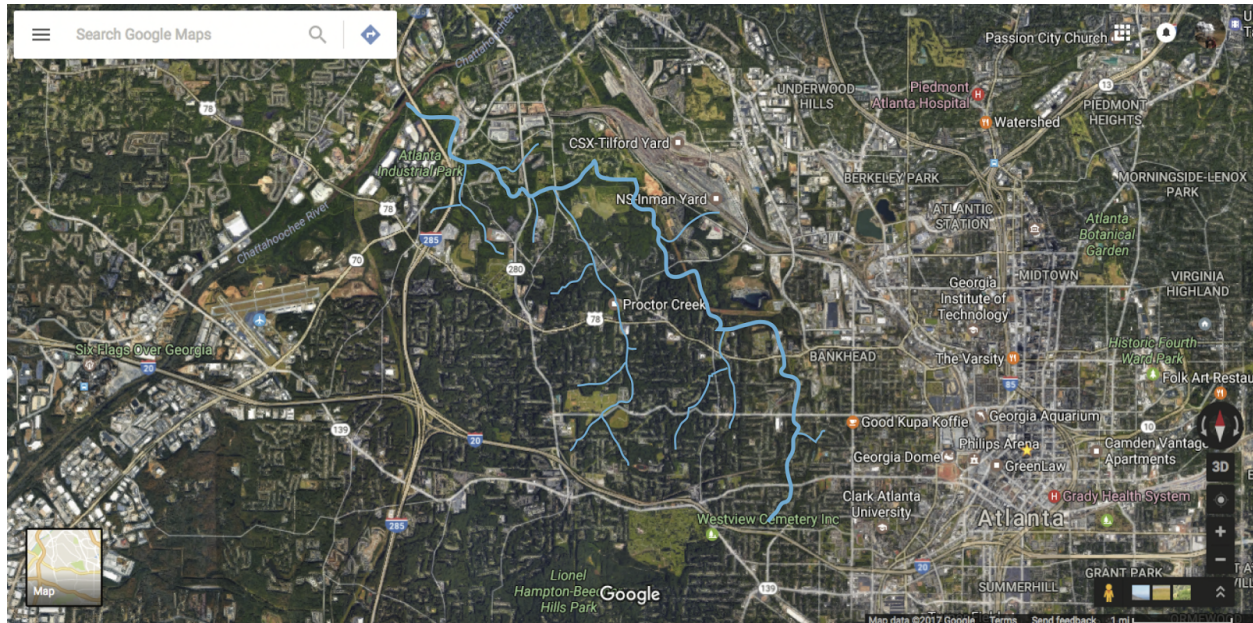 Search Google Maps
Chattahoochee River
78
Passion City Church
13
UNDERWOOD
HILLS
Piedmont
Atlanta Hospital
PIEDMONT
HEIGHTS
Watershed
CSX-Tilford Yard
Atlanta
Industrial Park
BERKELEY PARK
MORNINGSIDE-LENOX
PARK
NS-Inman Yard
78
Chattahoochee River
285
ATLANTIC
STATION
Atlanta
Botanical
Garden
70
280
MIDTOWN
VIRGINIA
HIGHLAND
Georgia
Institute of
Technology
Proctor Creek
78
Six Flags Over Georgia
20
BANKHEAD
The Varsity
Historic Fourth
Ward Park
85
Folk Art Restau
139
20
Good Kupa Koffie
Georgia Aquarium
10
Georgia Dome
Philips Arena
GreenLaw
Camden Vantage
Apartments
3D
Clark Atlanta
University
Grady Health System
285
Westview Cemetery Inc
Atlanta
20
139
Lionel
Hampton-Beec
Hills Park
Google
SUMMERHILL
GRANT PARK
Map
Map data ©2017 Google
Terms
Send feedback
1 mi